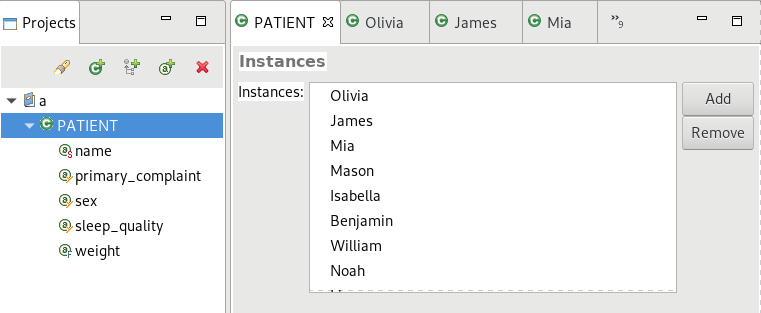 Projects
a
PATIENT
name
primary_complaint
sex
sleep_quality
weight
PATIENT Olivia James Mia »9
Instances
Instances:
Olivia
James
Mia
Mason
Isabella
Benjamin
William
Noah
Add
Remove